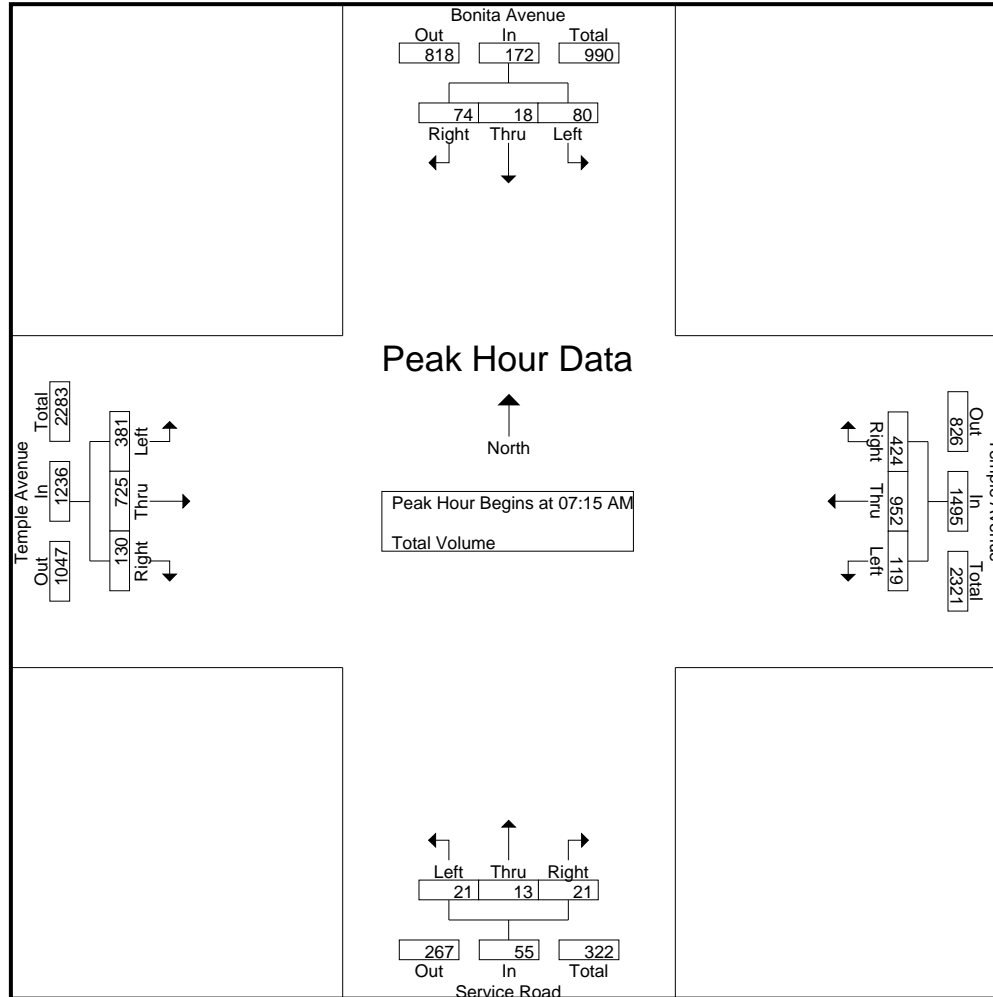 Bonita Avenue
Out In Total
818 172 990
74 18 80
Right Thru Left
Peak Hour Data
North
Peak Hour Begins at 07:15 AM
Total Volume
Temple Avenue
Total In Out
2283 1236 1047
381 725 130
Left Thru Right
Temple Avenue
Out In Total
826 1495 2321
424 952 119
Right Thru Left
Left Thru Right
21 13 21
267 55 322
Out In Total
Service Road